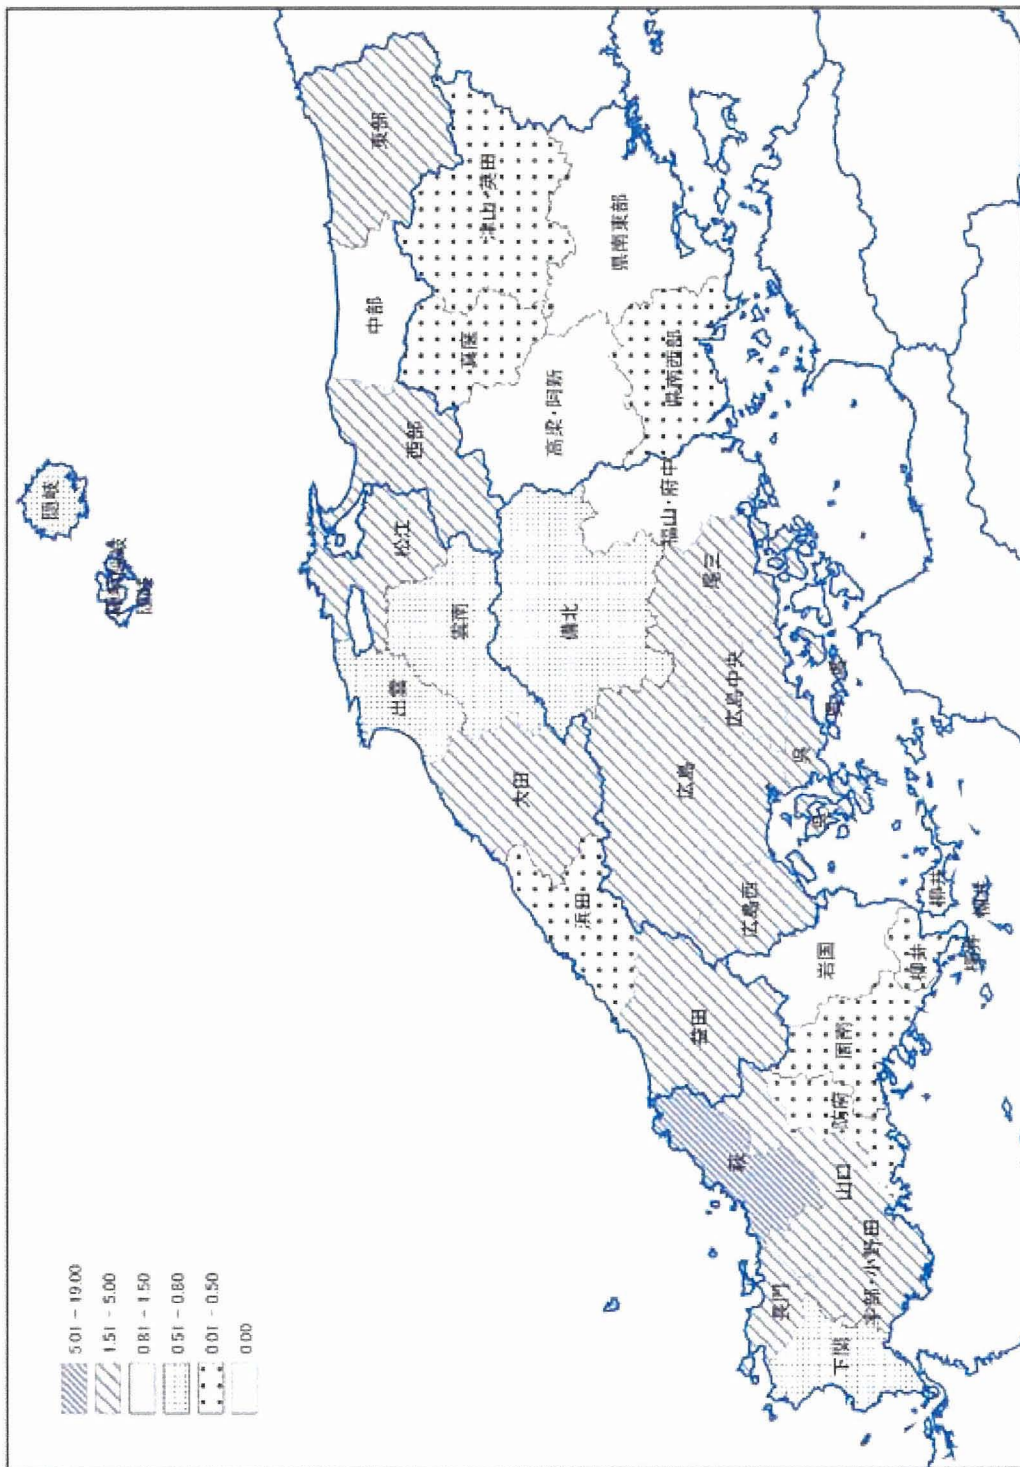 5.01 - 19.00
1.51 - 5.00
0.81 - 1.50
0.51 - 0.80
0.01 - 0.50
0.00
隠岐
東部
中部
西部
松江
出雲
雲南
大田
浜田
益田
津山・英田
真庭
高梁・阿新
県南東部
県南西部
備北
福山・府中
尾三
広島中央
広島
広島西
呉
呉
岩国
柳井
柳井
柳井
周南
防府
山口
萩
長門
宇部・小野田
下関